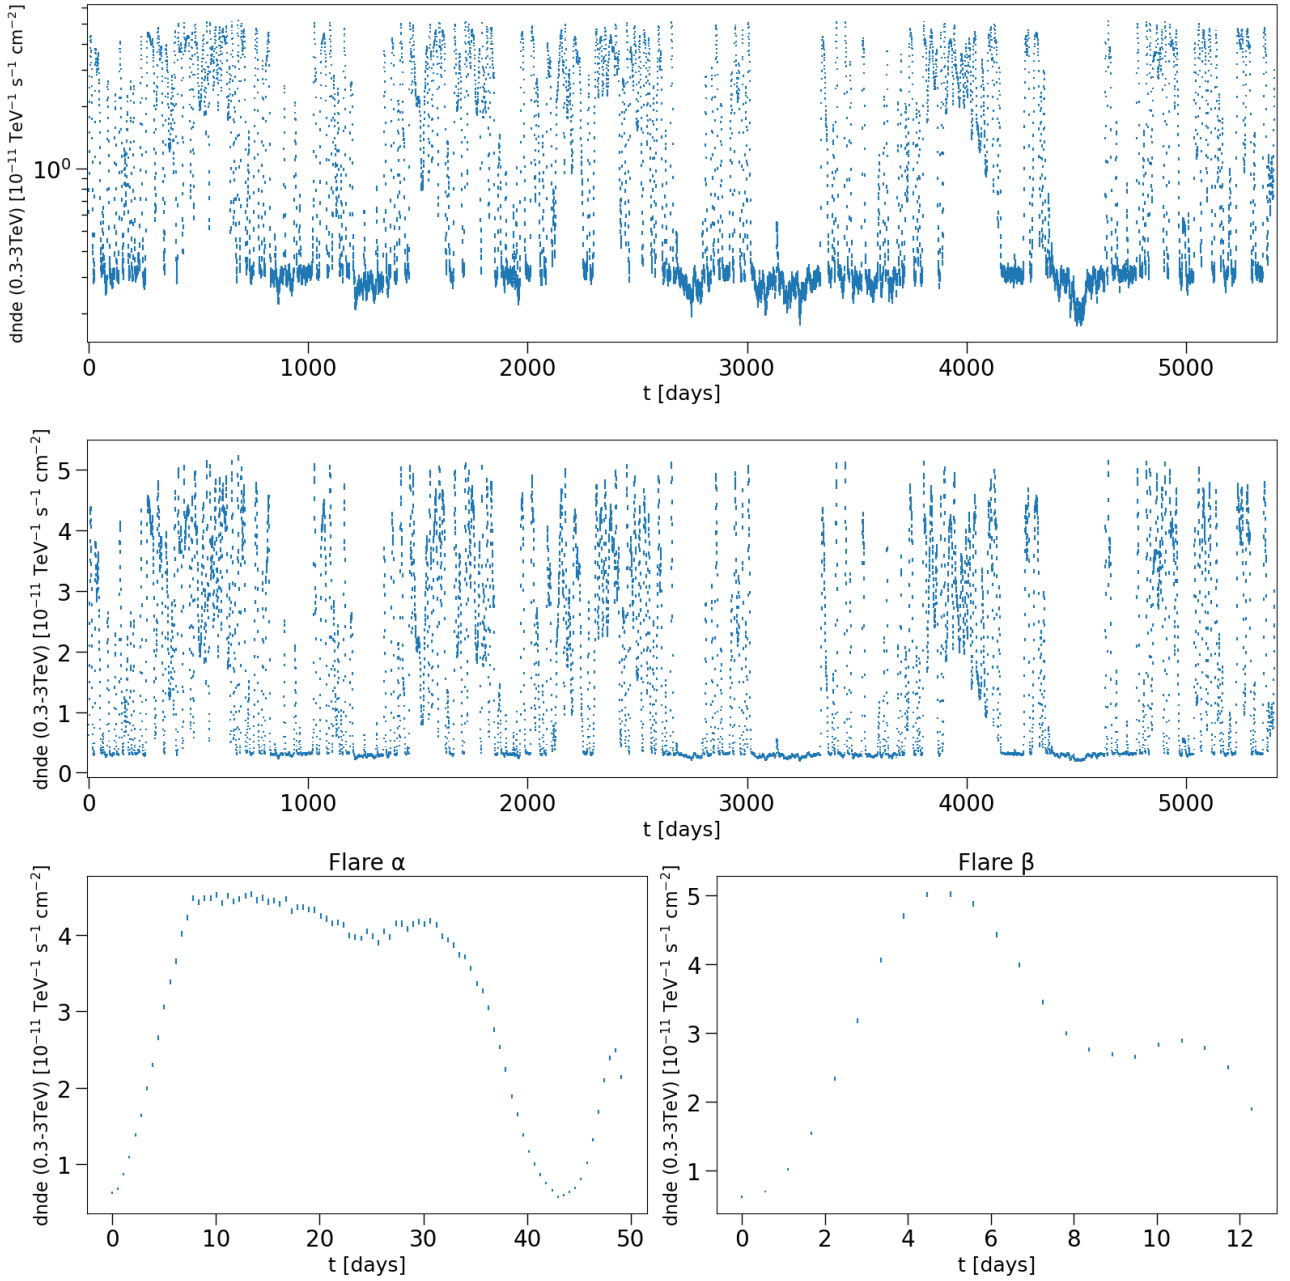 dnde (0.3-3TeV) [10⁻¹¹ TeV⁻¹ s⁻¹ cm⁻²]
10⁰
0 1000 2000 3000 4000 5000
t [days]
dnde (0.3-3TeV) [10⁻¹¹ TeV⁻¹ s⁻¹ cm⁻²]
5
4
3
2
1
0
0 1000 2000 3000 4000 5000
t [days]
Flare α
dnde (0.3-3TeV) [10⁻¹¹ TeV⁻¹ s⁻¹ cm⁻²]
4
3
2
1
0 10 20 30 40 50
t [days]
Flare β
dnde (0.3-3TeV) [10⁻¹¹ TeV⁻¹ s⁻¹ cm⁻²]
5
4
3
2
1
0 2 4 6 8 10 12
t [days]